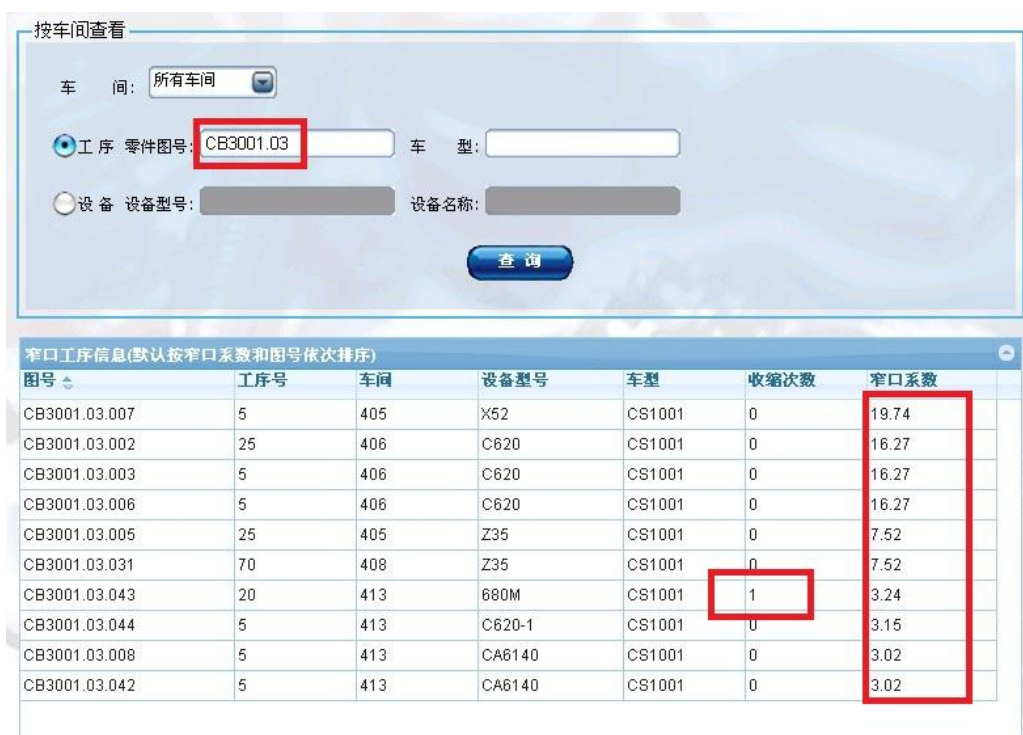 按车间查看
车 间: 所有车间
工 序 零件图号: CB3001.03 车 型:
设 备 设备型号: 设备名称:
查 询
窄口工序信息(默认按窄口系数和图号依次排序)
图号 工序号 车间 设备型号 车型 收缩次数 窄口系数
CB3001.03.007 5 405 X52 CS1001 0 19.74
CB3001.03.002 25 406 C620 CS1001 0 16.27
CB3001.03.003 5 406 C620 CS1001 0 16.27
CB3001.03.006 5 406 C620 CS1001 0 16.27
CB3001.03.005 25 405 Z35 CS1001 0 7.52
CB3001.03.031 70 408 Z35 CS1001 0 7.52
CB3001.03.043 20 413 680M CS1001 1 3.24
CB3001.03.044 5 413 C620-1 CS1001 0 3.15
CB3001.03.008 5 413 CA6140 CS1001 0 3.02
CB3001.03.042 5 413 CA6140 CS1001 0 3.02